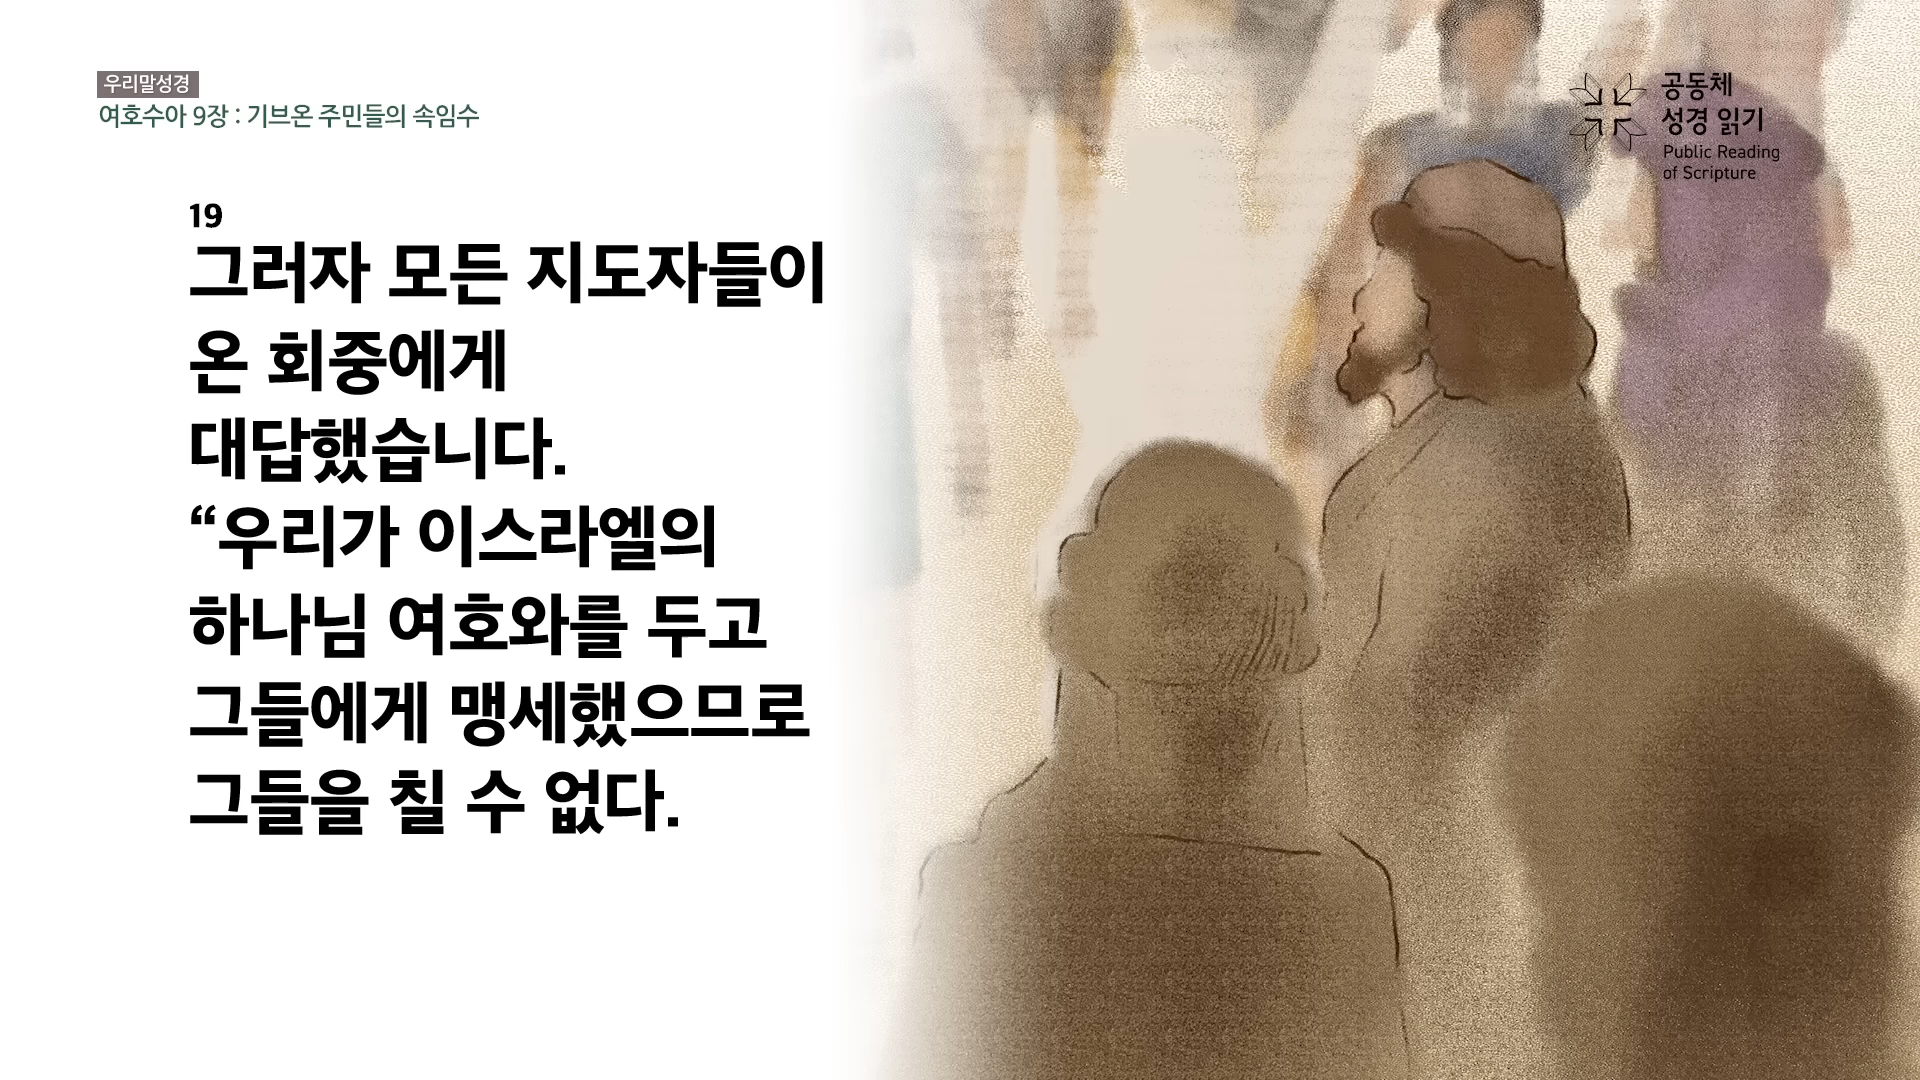 우리말성경
여호수아 9장 : 기브온 주민들의 속임수
공동체
성경 읽기
Public Reading
of Scripture
19
그러자 모든 지도자들이
온 회중에게
대답했습니다.
“우리가 이스라엘의
하나님 여호와를 두고
그들에게 맹세했으므로
그들을 칠 수 없다.